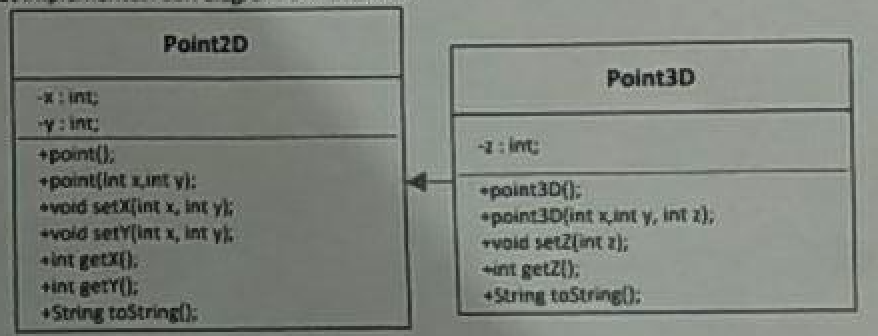 Point2D
-x : int;
-y : int;
+point();
+point(int x,int y);
+void setX(int x, int y);
+void setY(int x, int y);
+int getX();
+int getY();
+String toString();
Point3D
-z : int;
+point3D();
+point3D(int x,int y, int z);
+void setZ(int z);
+int getZ();
+String toString();